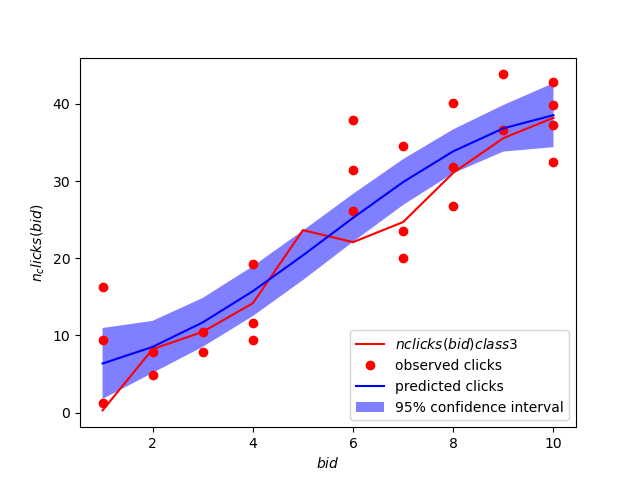 40
30
20
10
0
n_clicks(bid)
nclicks(bid)class3
observed clicks
predicted clicks
95% confidence interval
2 4 6 8 10
bid